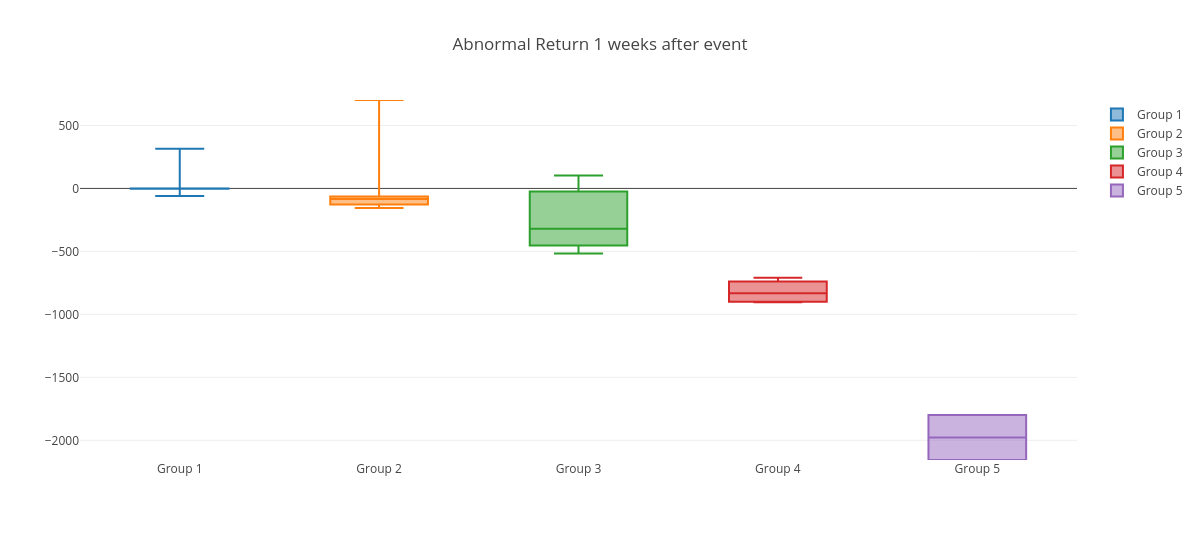 Abnormal Return 1 weeks after event
500
0
−500
−1000
−1500
−2000
Group 1
Group 2
Group 3
Group 4
Group 5
Group 1
Group 2
Group 3
Group 4
Group 5